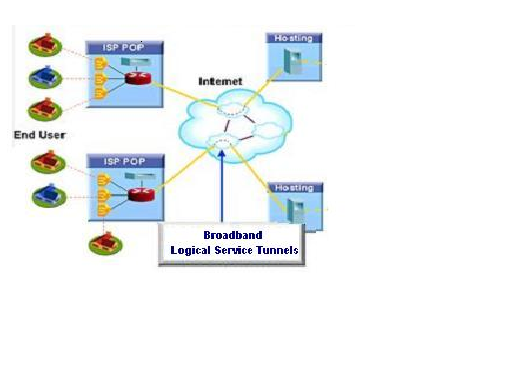 ISP POP
Hosting
Internet
End User
ISP POP
Hosting
Broadband
Logical Service Tunnels